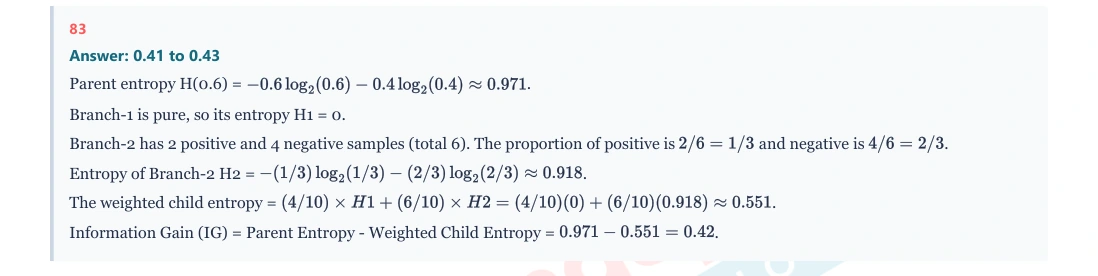 83
Answer: 0.41 to 0.43
Parent entropy H(0.6) = −0.6 log₂(0.6) − 0.4 log₂(0.4) ≈ 0.971.
Branch-1 is pure, so its entropy H1 = 0.
Branch-2 has 2 positive and 4 negative samples (total 6). The proportion of positive is 2/6 = 1/3 and negative is 4/6 = 2/3.
Entropy of Branch-2 H2 = −(1/3) log₂(1/3) − (2/3) log₂(2/3) ≈ 0.918.
The weighted child entropy = (4/10) × H1 + (6/10) × H2 = (4/10)(0) + (6/10)(0.918) ≈ 0.551.
Information Gain (IG) = Parent Entropy - Weighted Child Entropy = 0.971 − 0.551 = 0.42.